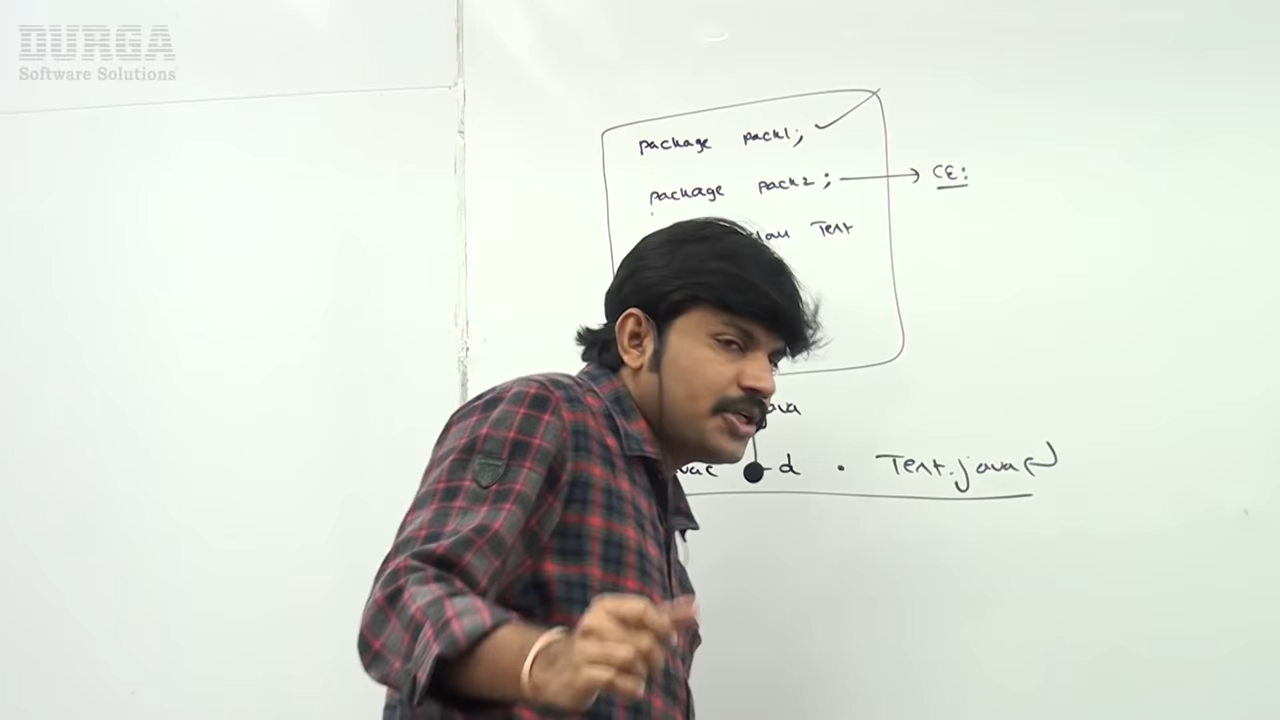 DURGA
Software Solutions
package pack1;
package pack2; → CE:
Test
d . Test.java